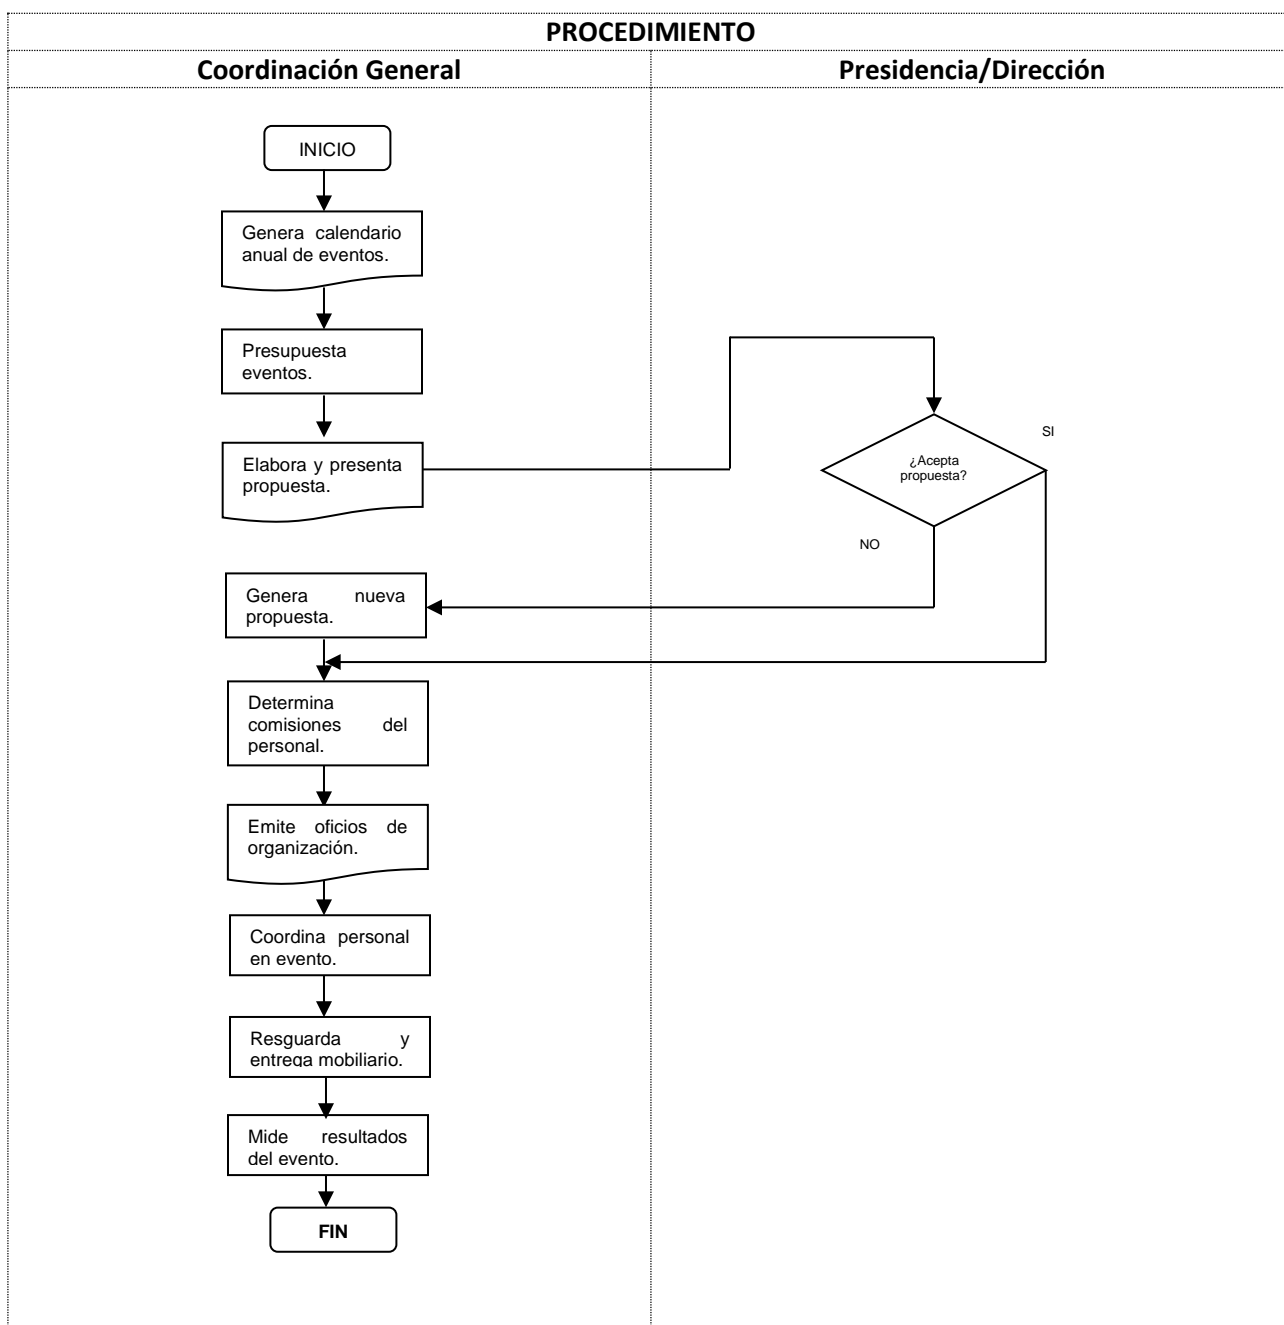 PROCEDIMIENTO
Coordinación General
Presidencia/Dirección
INICIO
Genera calendario
anual de eventos.
Presupuesta
eventos.
Elabora y presenta
propuesta.
¿Acepta
propuesta?
SI
NO
Genera nueva
propuesta.
Determina
comisiones del
personal.
Emite oficios de
organización.
Coordina personal
en evento.
Resguarda y
entrega mobiliario.
Mide resultados
del evento.
FIN